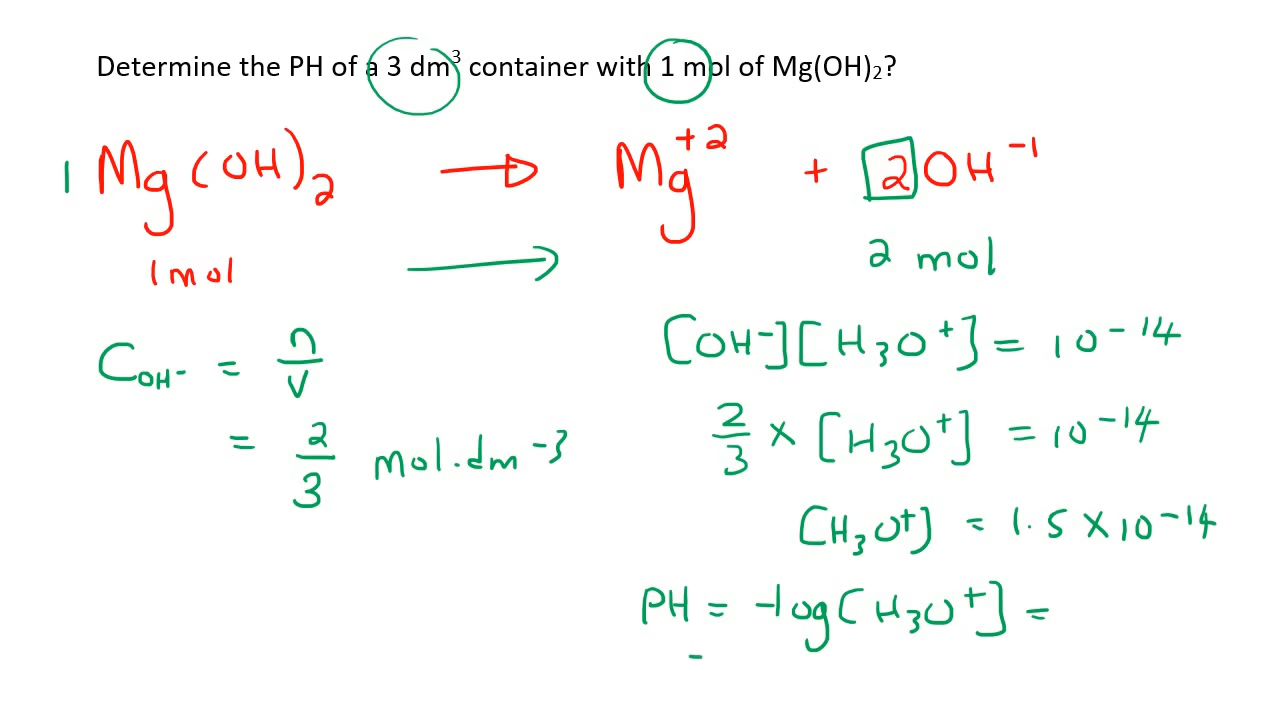 Determine the PH of a 3 dm³ container with 1 mol of Mg(OH)₂?
1 Mg(OH)₂ → Mg⁺² + 2OH⁻¹
1mol → 2 mol
C_OH⁻ = n/v
= 2/3 mol.dm⁻³
[OH⁻][H₃O⁺] = 10⁻¹⁴
2/3 × [H₃O⁺] = 10⁻¹⁴
[H₃O⁺] = 1.5 × 10⁻¹⁴
PH = -log[H₃O⁺] =
-